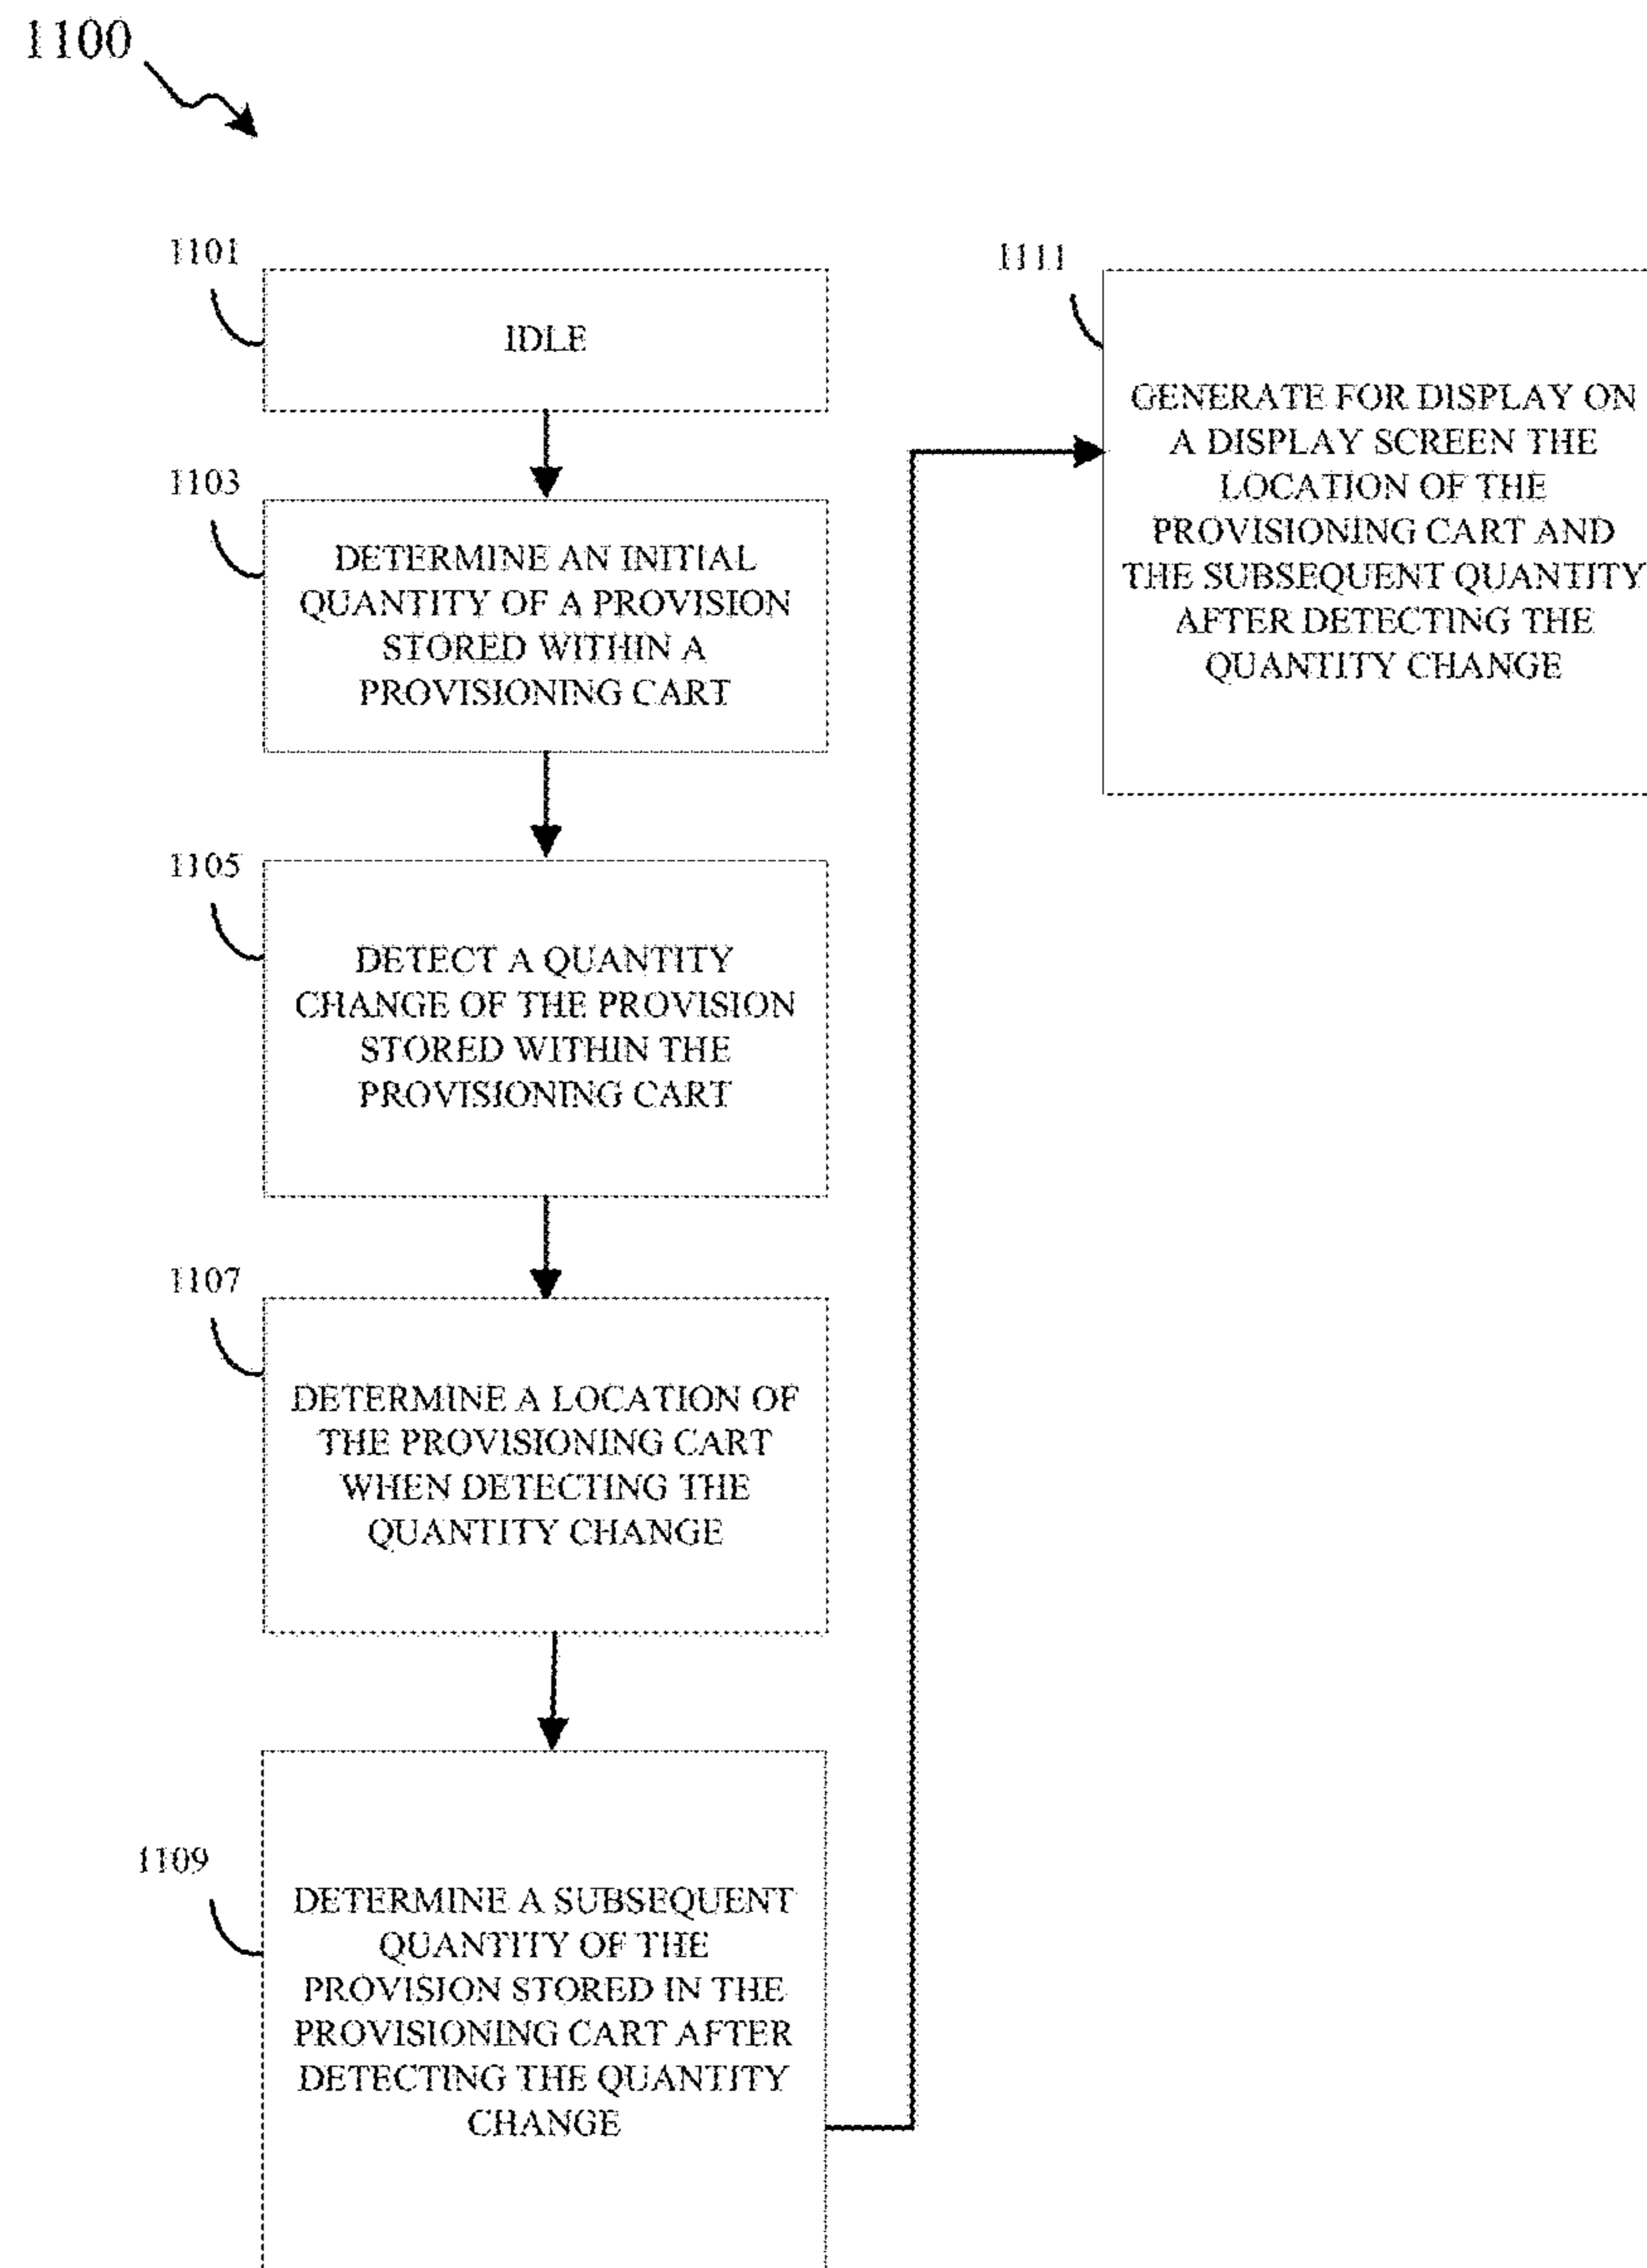 1100
1101
IDLE
1103
DETERMINE AN INITIAL
QUANTITY OF A PROVISION
STORED WITHIN A
PROVISIONING CART
1105
DETECT A QUANTITY
CHANGE OF THE PROVISION
STORED WITHIN THE
PROVISIONING CART
1107
DETERMINE A LOCATION OF
THE PROVISIONING CART
WHEN DETECTING THE
QUANTITY CHANGE
1109
DETERMINE A SUBSEQUENT
QUANTITY OF THE
PROVISION STORED IN THE
PROVISIONING CART AFTER
DETECTING THE QUANTITY
CHANGE
1111
GENERATE FOR DISPLAY ON
A DISPLAY SCREEN THE
LOCATION OF THE
PROVISIONING CART AND
THE SUBSEQUENT QUANTITY
AFTER DETECTING THE
QUANTITY CHANGE